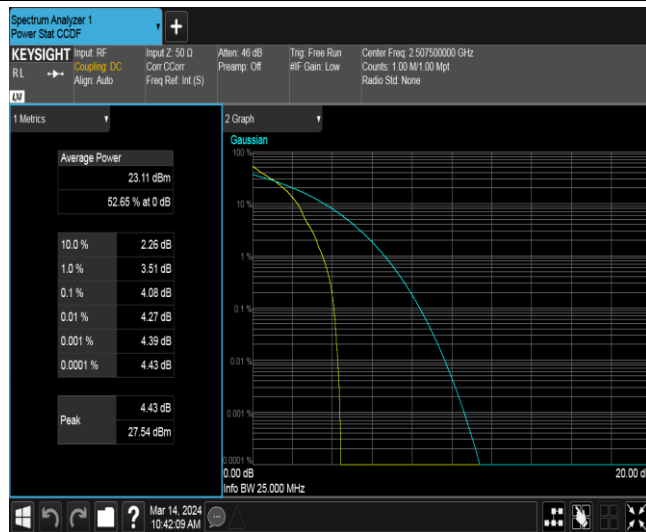 Spectrum Analyzer 1
Power Stat CCDF
+
KEYSIGHT
RL
Input: RF
Coupling: DC
Align: Auto
Input Z: 50 Ω
Corr CCorr
Freq Ref: Int (S)
Atten: 46 dB
Preamp: Off
Trig: Free Run
#IF Gain: Low
Center Freq: 2.507500000 GHz
Counts: 1.00 M/1.00 Mpt
Radio Std: None
1 Metrics
Average Power
23.11 dBm
52.65 % at 0 dB
10.0 % 2.26 dB
1.0 % 3.51 dB
0.1 % 4.08 dB
0.01 % 4.27 dB
0.001 % 4.39 dB
0.0001 % 4.43 dB
Peak
4.43 dB
27.54 dBm
2 Graph
Gaussian
100 %
10 %
1 %
0.1 %
0.01 %
0.001 %
0.0001 %
0.00 dB
20.00 d
Info BW 25.000 MHz
?
Mar 14, 2024
10:42:09 AM